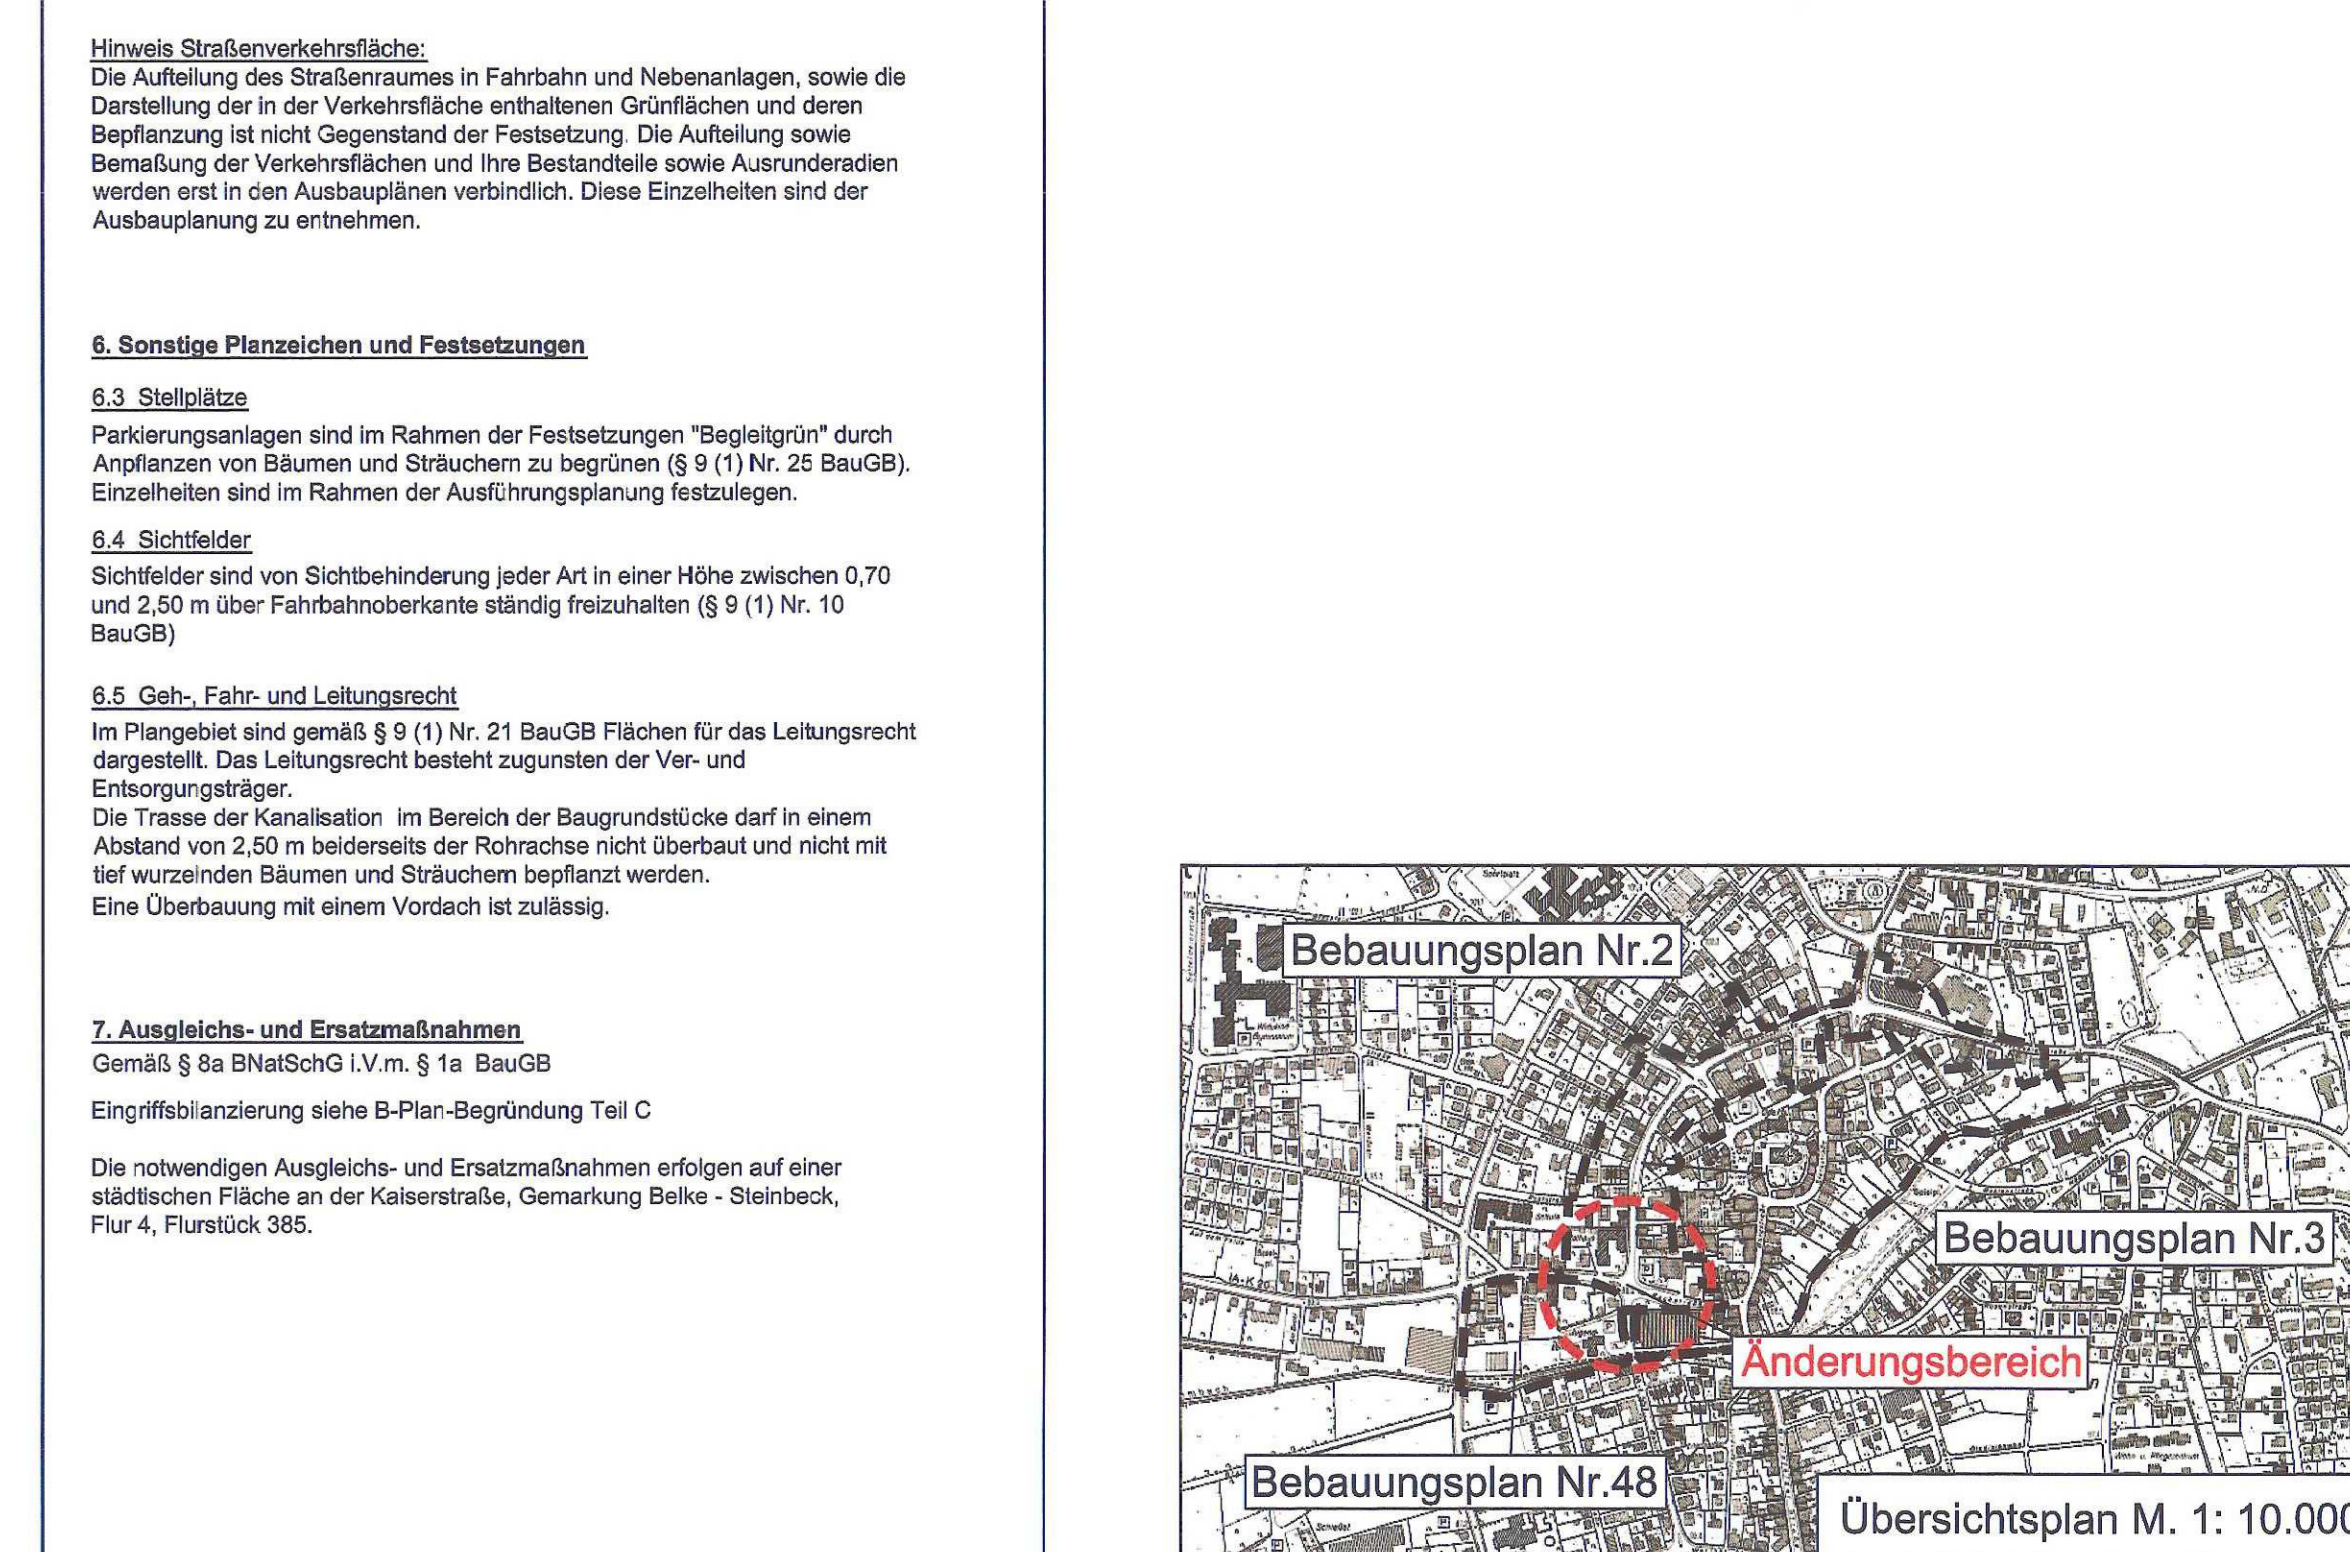 Hinweis Straßenverkehrsfläche:
Die Aufteilung des Straßenraumes in Fahrbahn und Nebenanlagen, sowie die
Darstellung der in der Verkehrsfläche enthaltenen Grünflächen und deren
Bepflanzung ist nicht Gegenstand der Festsetzung. Die Aufteilung sowie
Bemaßung der Verkehrsflächen und Ihre Bestandteile sowie Ausrunderadien
werden erst in den Ausbauplänen verbindlich. Diese Einzelheiten sind der
Ausbauplanung zu entnehmen.
6. Sonstige Planzeichen und Festsetzungen
6.3 Stellplätze
Parkierungsanlagen sind im Rahmen der Festsetzungen "Begleitgrün" durch
Anpflanzen von Bäumen und Sträuchern zu begrünen (§ 9 (1) Nr. 25 BauGB).
Einzelheiten sind im Rahmen der Ausführungsplanung festzulegen.
6.4 Sichtfelder
Sichtfelder sind von Sichtbehinderung jeder Art in einer Höhe zwischen 0,70
und 2,50 m über Fahrbahnoberkante ständig freizuhalten (§ 9 (1) Nr. 10
BauGB)
6.5 Geh-, Fahr- und Leitungsrecht
Im Plangebiet sind gemäß § 9 (1) Nr. 21 BauGB Flächen für das Leitungsrecht
dargestellt. Das Leitungsrecht besteht zugunsten der Ver- und
Entsorgungsträger.
Die Trasse der Kanalisation im Bereich der Baugrundstücke darf in einem
Abstand von 2,50 m beiderseits der Rohrachse nicht überbaut und nicht mit
tief wurzelnden Bäumen und Sträuchern bepflanzt werden.
Eine Überbauung mit einem Vordach ist zulässig.
7. Ausgleichs- und Ersatzmaßnahmen
Gemäß § 8a BNatSchG i.V.m. § 1a BauGB
Eingriffsbilanzierung siehe B-Plan-Begründung Teil C
Die notwendigen Ausgleichs- und Ersatzmaßnahmen erfolgen auf einer
städtischen Fläche an der Kaiserstraße, Gemarkung Belke - Steinbeck,
Flur 4, Flurstück 385.
Bebauungsplan Nr.2
Bebauungsplan Nr.3
Änderungsbereich
Bebauungsplan Nr.48
Übersichtsplan M. 1: 10.000